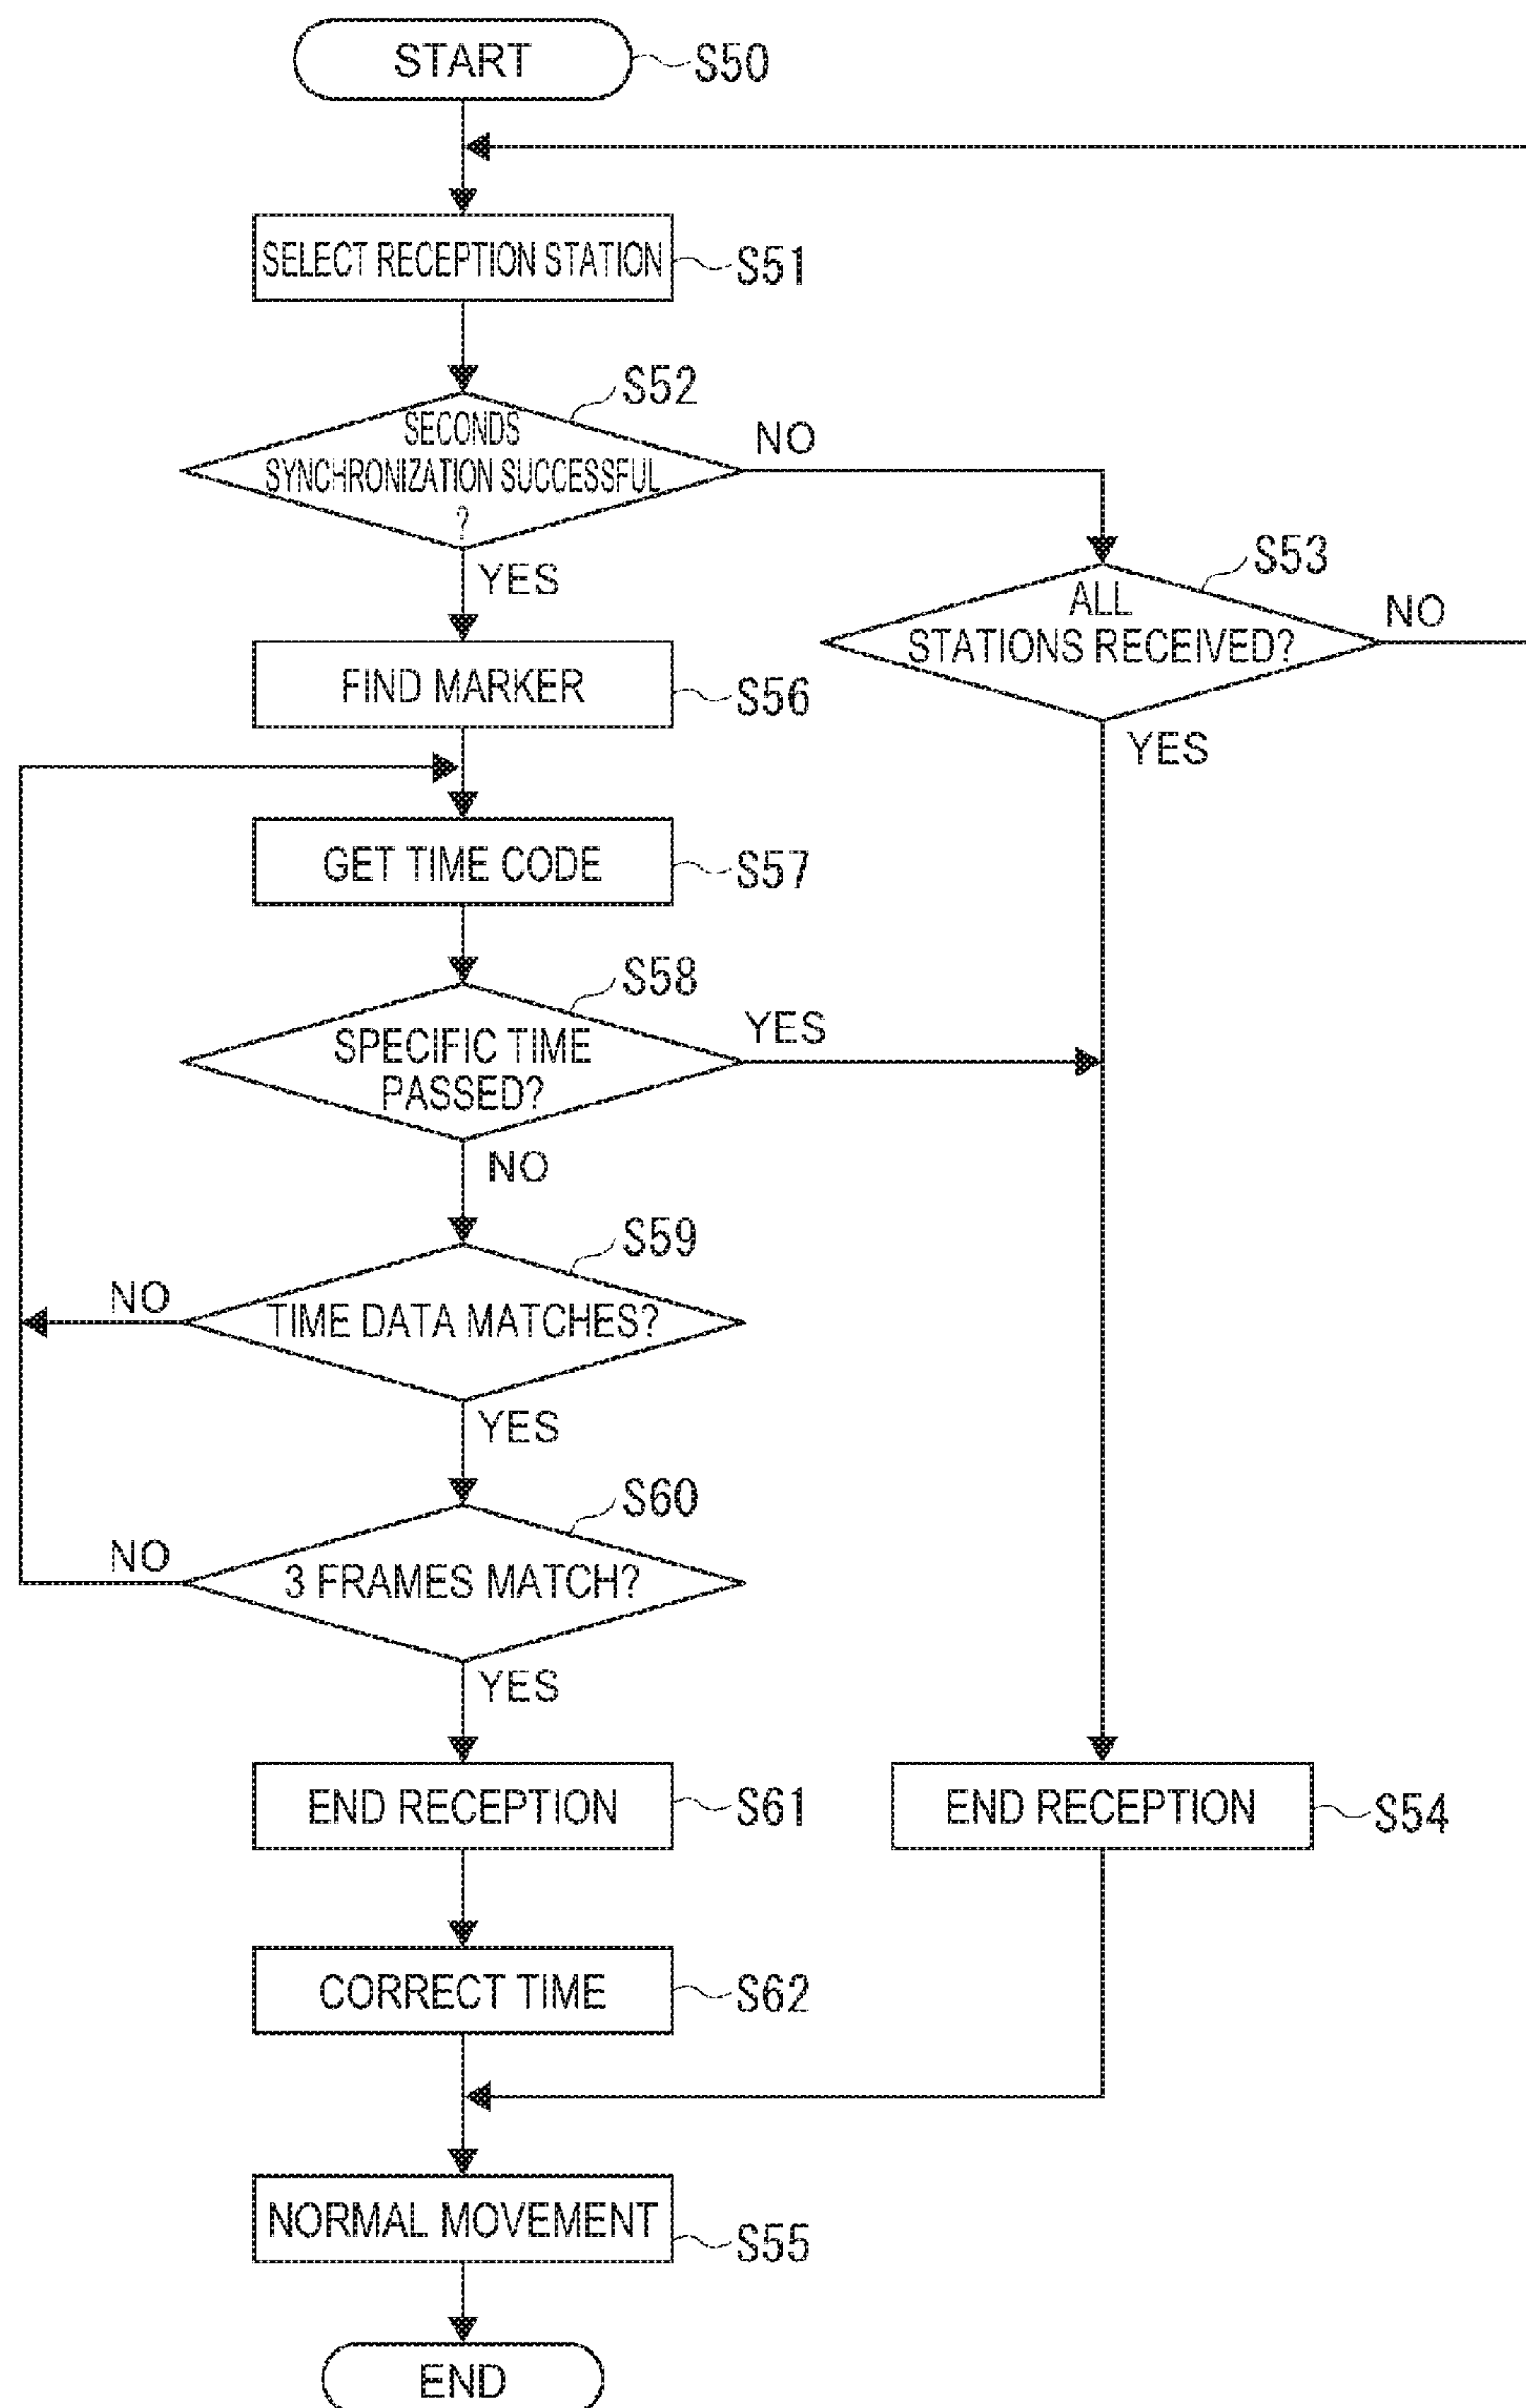 START
S50
SELECT RECEPTION STATION
S51
S52
SECONDS
SYNCHRONIZATION SUCCESSFUL
?
NO
YES
S53
ALL
STATIONS RECEIVED?
NO
YES
FIND MARKER
S56
GET TIME CODE
S57
S58
SPECIFIC TIME
PASSED?
YES
NO
S59
TIME DATA MATCHES?
NO
YES
S60
3 FRAMES MATCH?
NO
YES
END RECEPTION
S61
END RECEPTION
S54
CORRECT TIME
S62
NORMAL MOVEMENT
S55
END